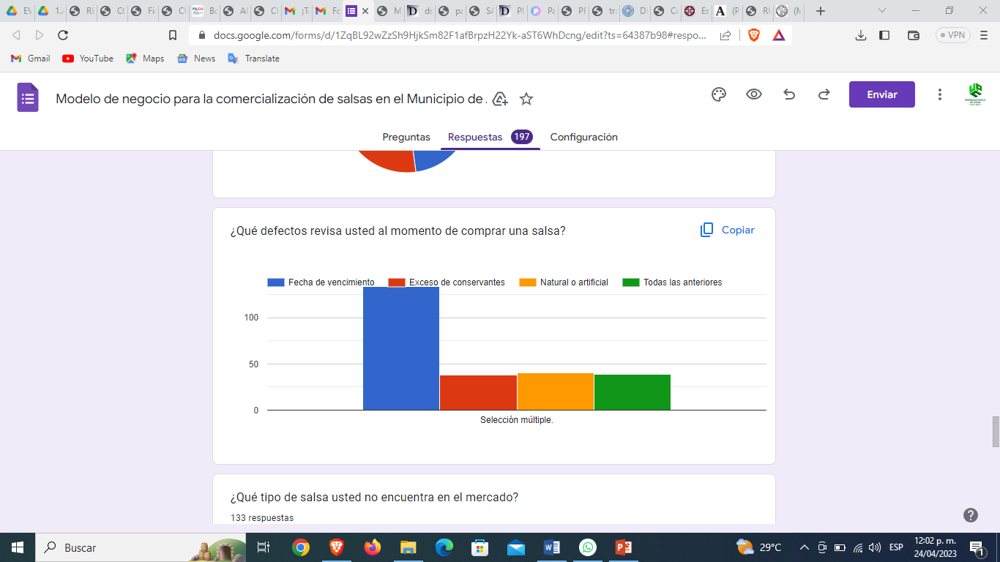 docs.google.com/forms/d/1ZqBL92wZzSh9HjkSm82F1afBrpzH22Yk-aST6WhDcng/edit?ts=64387b98#respo...
VPN
Gmail YouTube Maps News Translate
Modelo de negocio para la comercialización de salsas en el Municipio de
Enviar
Preguntas Respuestas 197 Configuración
¿Qué defectos revisa usted al momento de comprar una salsa?
Copiar
Fecha de vencimiento Exceso de conservantes Natural o artificial Todas las anteriores
100
50
0
Selección múltiple.
¿Qué tipo de salsa usted no encuentra en el mercado?
133 respuestas
Buscar
29°C
ESP
12:02 p. m.
24/04/2023
1